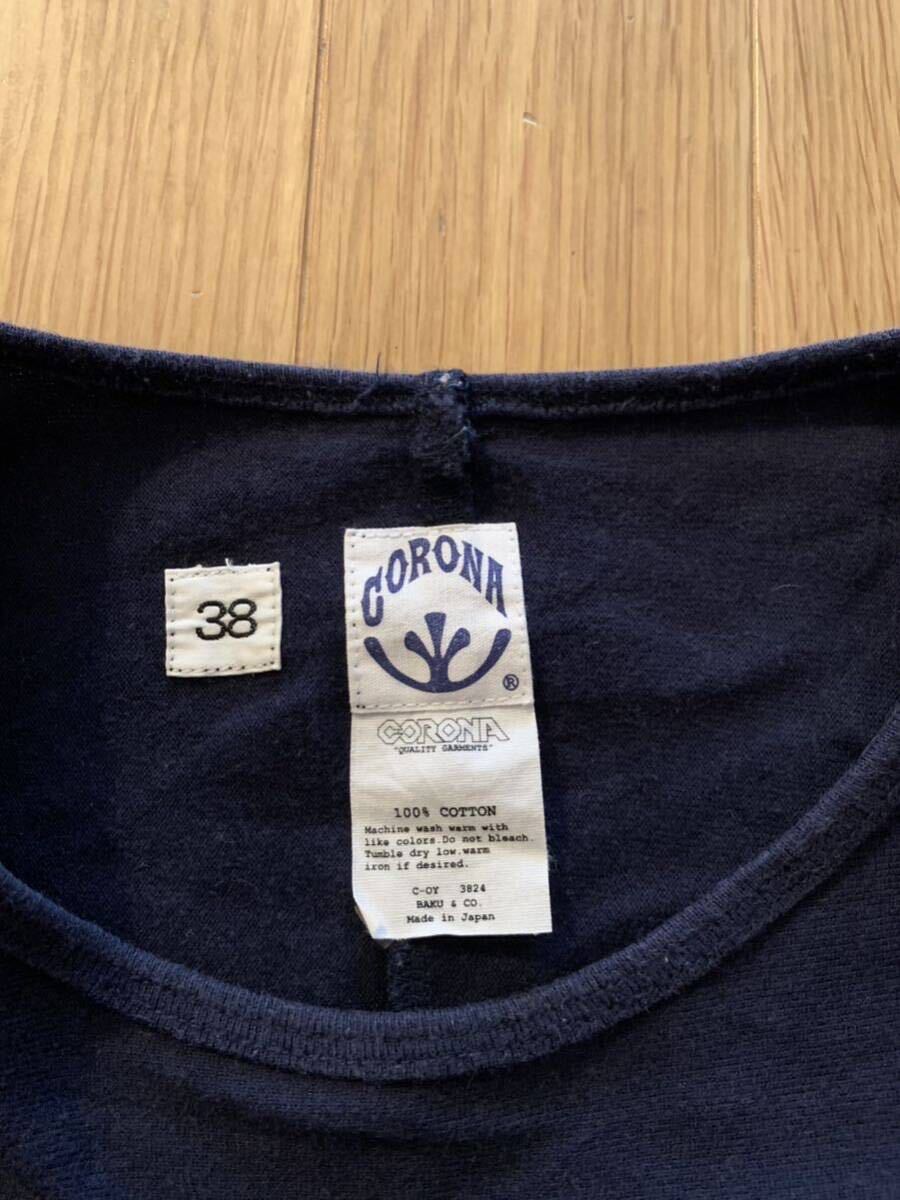 38
CORONA
®
CORONA
"QUALITY GARMENTS"
100% COTTON
Machine wash warm with
like colors.Do not bleach.
Tumble dry low.warm
iron if desired.
C-OY 3824
BAKU & CO.
Made in Japan